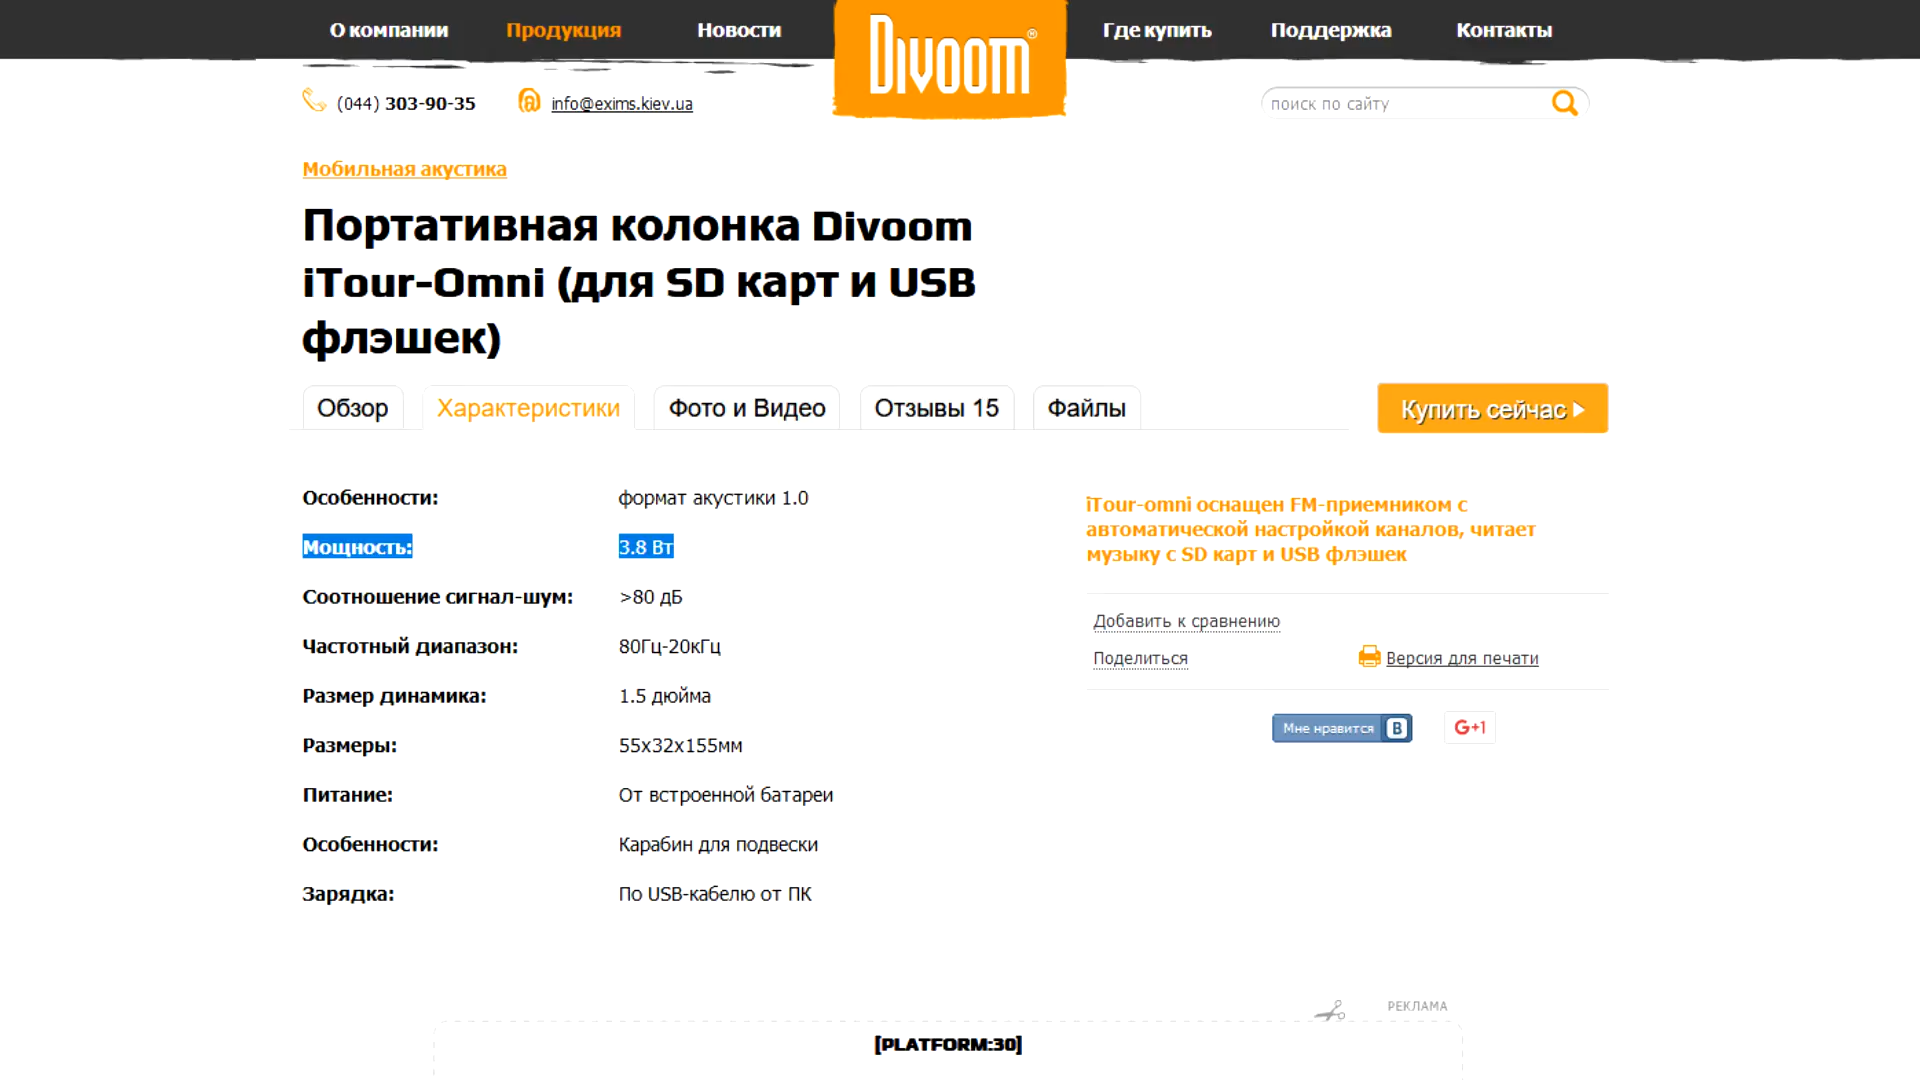 О компании Продукция Новости Divoom® Где купить Поддержка Контакты
(044) 303-90-35 info@exims.kiev.ua поиск по сайту
Мобильная акустика
Портативная колонка Divoom
iTour-Omni (для SD карт и USB
флэшек)
Обзор Характеристики Фото и Видео Отзывы 15 Файлы Купить сейчас
Особенности: формат акустики 1.0
Мощность: 3.8 Вт
Соотношение сигнал-шум: >80 дБ
Частотный диапазон: 80Гц-20кГц
Размер динамика: 1.5 дюйма
Размеры: 55x32x155мм
Питание: От встроенной батареи
Особенности: Карабин для подвески
Зарядка: По USB-кабелю от ПК
iTour-omni оснащен FM-приемником с
автоматической настройкой каналов, читает
музыку с SD карт и USB флэшек
Добавить к сравнению
Поделиться Версия для печати
Мне нравится B G+1
РЕКЛАМА
[PLATFORM:30]